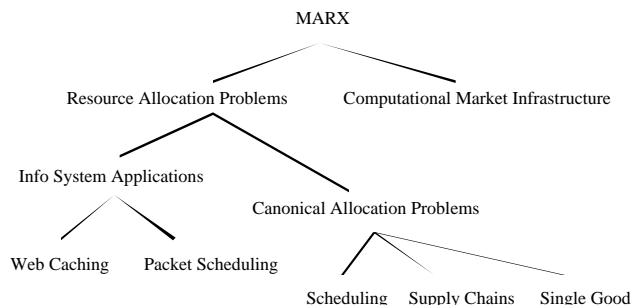 MARX
Resource Allocation Problems
Computational Market Infrastructure
Info System Applications
Canonical Allocation Problems
Web Caching
Packet Scheduling
Scheduling
Supply Chains
Single Good